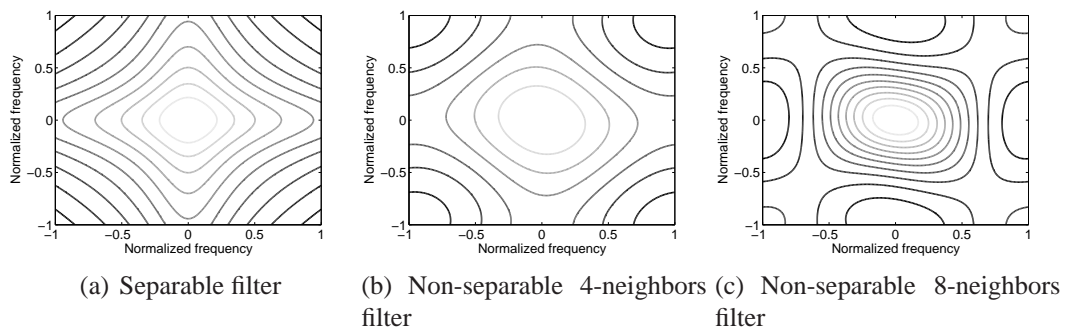 1
0.5
0
−0.5
−1
−1 −0.5 0 0.5 1
Normalized frequency
Normalized frequency
1
0.5
0
−0.5
−1
−1 −0.5 0 0.5 1
Normalized frequency
Normalized frequency
1
0.5
0
−0.5
−1
−1 −0.5 0 0.5 1
Normalized frequency
Normalized frequency
(a) Separable filter
(b) Non-separable 4-neighbors
filter
(c) Non-separable 8-neighbors
filter